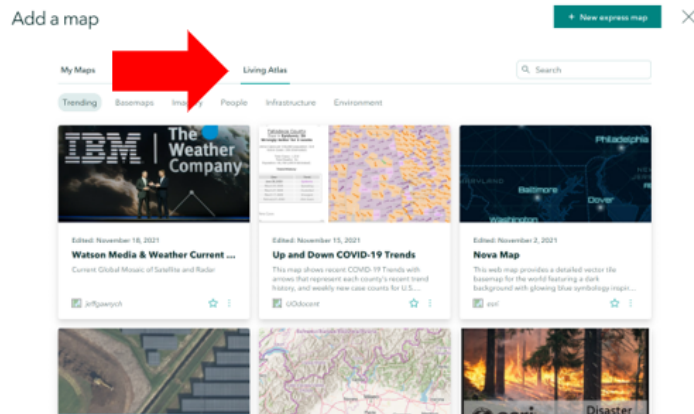 Add a map
+ New express map
My Maps
Living Atlas
Search
Trending Basemaps People Infrastructure Environment
IBM
The
Weather
Company
Philadelphia
Baltimore
Dover
Washington
Edited: November 18, 2021
Watson Media & Weather Current ...
Current Global Mosaic of Satellite and Radar
jeffgawrych
Edited: November 15, 2021
Up and Down COVID-19 Trends
This map shows recent COVID-19 Trends with
arrows that represent each county's recent trend
history, and weekly new case counts for U.S....
UOdocent
Edited: November 2, 2021
Nova Map
This web map provides a detailed vector tile
basemap for the world featuring a dark
background with glowing blue symbology inspir...
esri
esri
Disaster